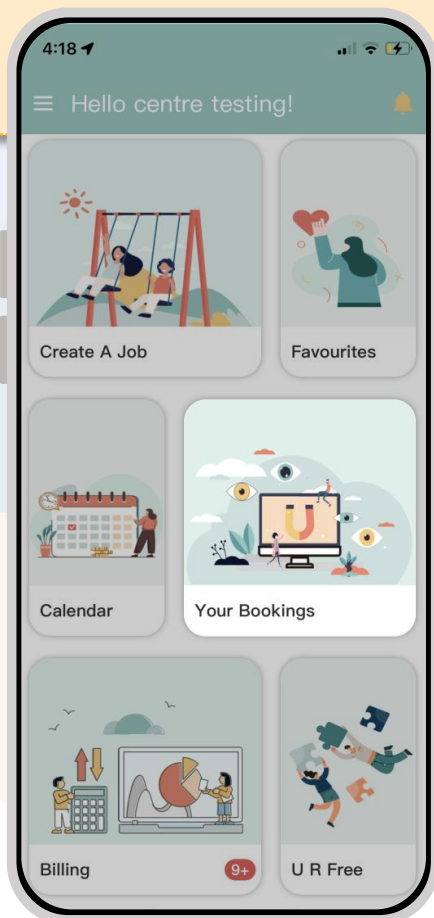 4:18
Hello centre testing!
Create A Job
Favourites
Calendar
Your Bookings
Billing
9+
U R Free